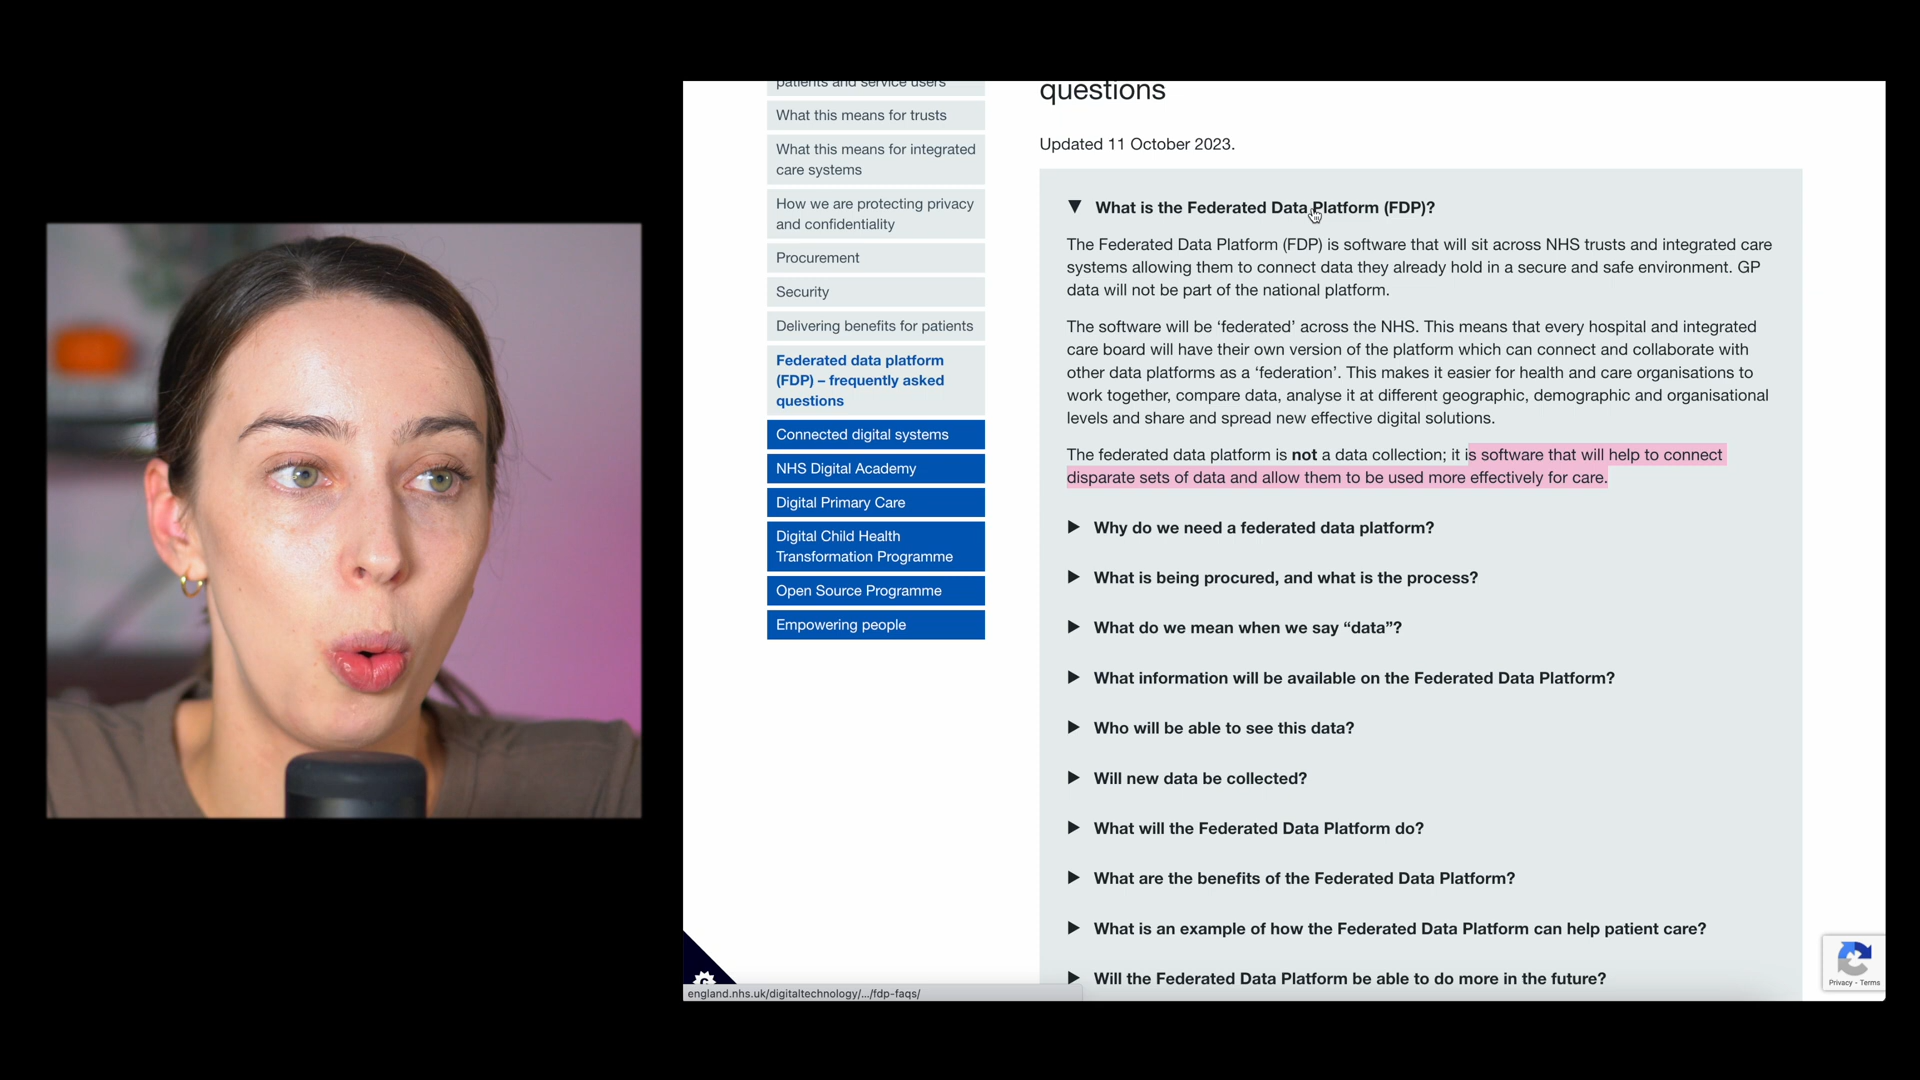 patients and service users
What this means for trusts
What this means for integrated
care systems
How we are protecting privacy
and confidentiality
Procurement
Security
Delivering benefits for patients
Federated data platform
(FDP) – frequently asked
questions
Connected digital systems
NHS Digital Academy
Digital Primary Care
Digital Child Health
Transformation Programme
Open Source Programme
Empowering people
questions
Updated 11 October 2023.
▼ What is the Federated Data Platform (FDP)?
The Federated Data Platform (FDP) is software that will sit across NHS trusts and integrated care
systems allowing them to connect data they already hold in a secure and safe environment. GP
data will not be part of the national platform.
The software will be ‘federated’ across the NHS. This means that every hospital and integrated
care board will have their own version of the platform which can connect and collaborate with
other data platforms as a ‘federation’. This makes it easier for health and care organisations to
work together, compare data, analyse it at different geographic, demographic and organisational
levels and share and spread new effective digital solutions.
The federated data platform is not a data collection; it is software that will help to connect
disparate sets of data and allow them to be used more effectively for care.
▶ Why do we need a federated data platform?
▶ What is being procured, and what is the process?
▶ What do we mean when we say “data”?
▶ What information will be available on the Federated Data Platform?
▶ Who will be able to see this data?
▶ Will new data be collected?
▶ What will the Federated Data Platform do?
▶ What are the benefits of the Federated Data Platform?
▶ What is an example of how the Federated Data Platform can help patient care?
▶ Will the Federated Data Platform be able to do more in the future?
england.nhs.uk/digitaltechnology/.../fdp-faqs/
Privacy - Terms